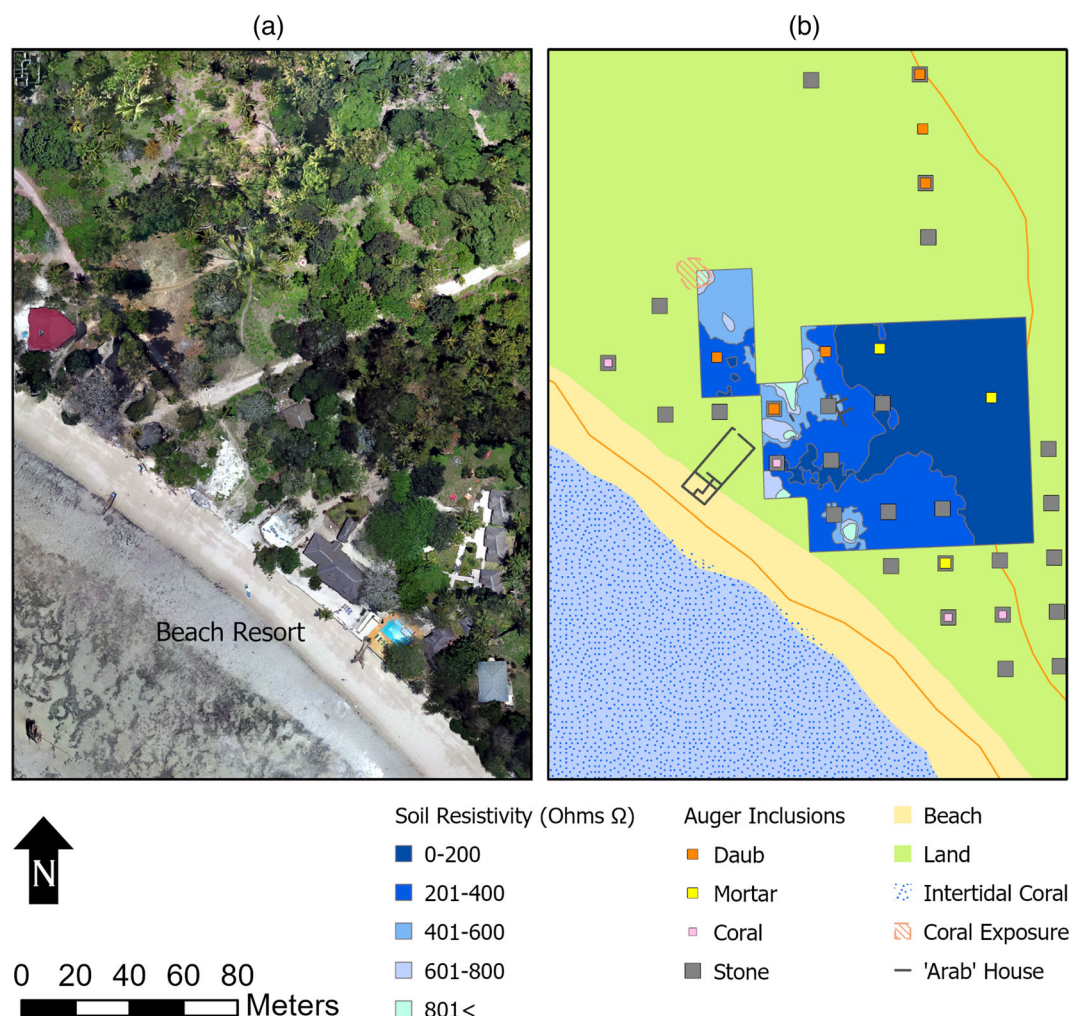 (a)
(b)
Beach Resort
N
0 20 40 60 80
Meters
Soil Resistivity (Ohms Ω)
0-200
201-400
401-600
601-800
801<
Auger Inclusions
Daub
Mortar
Coral
Stone
Beach
Land
Intertidal Coral
Coral Exposure
'Arab' House